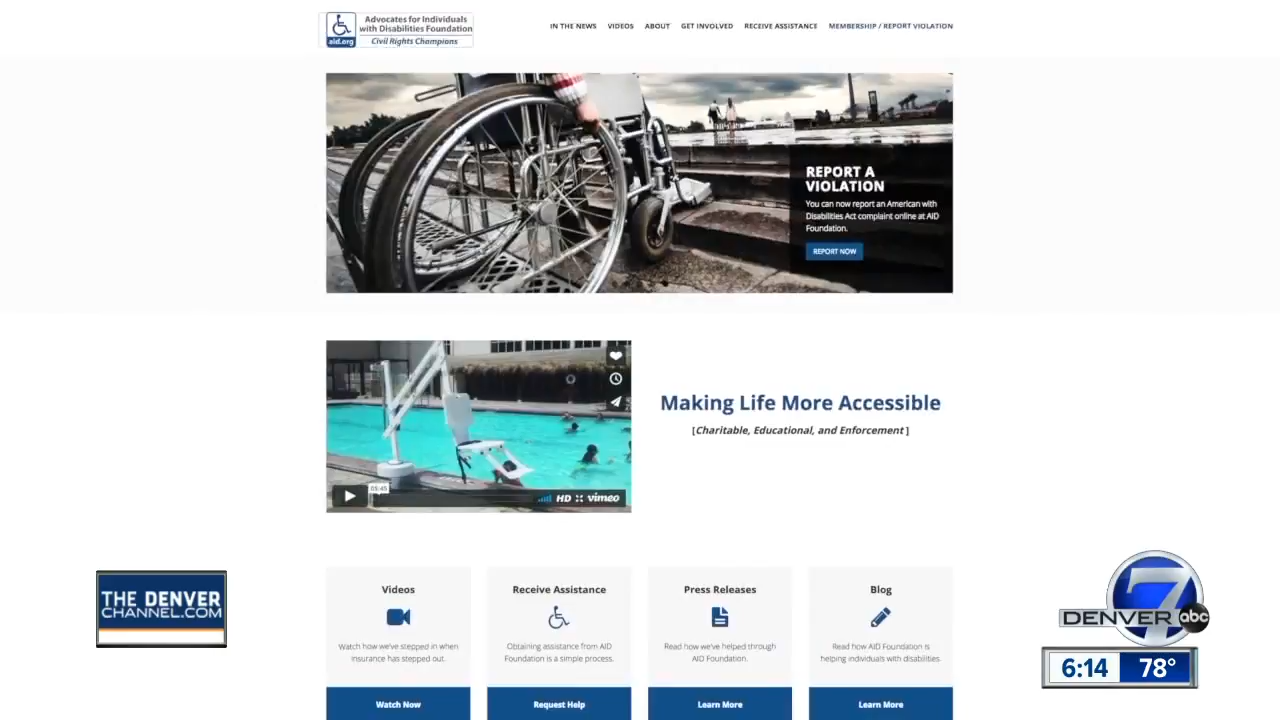 Advocates for Individuals
with Disabilities Foundation
aid.org
Civil Rights Champions
IN THE NEWS VIDEOS ABOUT GET INVOLVED RECEIVE ASSISTANCE MEMBERSHIP / REPORT VIOLATION
REPORT A
VIOLATION
You can now report an American with
Disabilities Act complaint online at AID
Foundation.
REPORT NOW
05:45
HD vimeo
Making Life More Accessible
[Charitable, Educational, and Enforcement ]
Videos
Watch how we've stepped in when
insurance has stepped out.
Watch Now
Receive Assistance
Obtaining assistance from AID
Foundation is a simple process.
Request Help
Press Releases
Read how we've helped through
AID Foundation.
Learn More
Blog
Read how AID Foundation is
helping individuals with disabilities.
Learn More
THE DENVER
CHANNEL.COM
DENVER 7 abc
6:14 78°